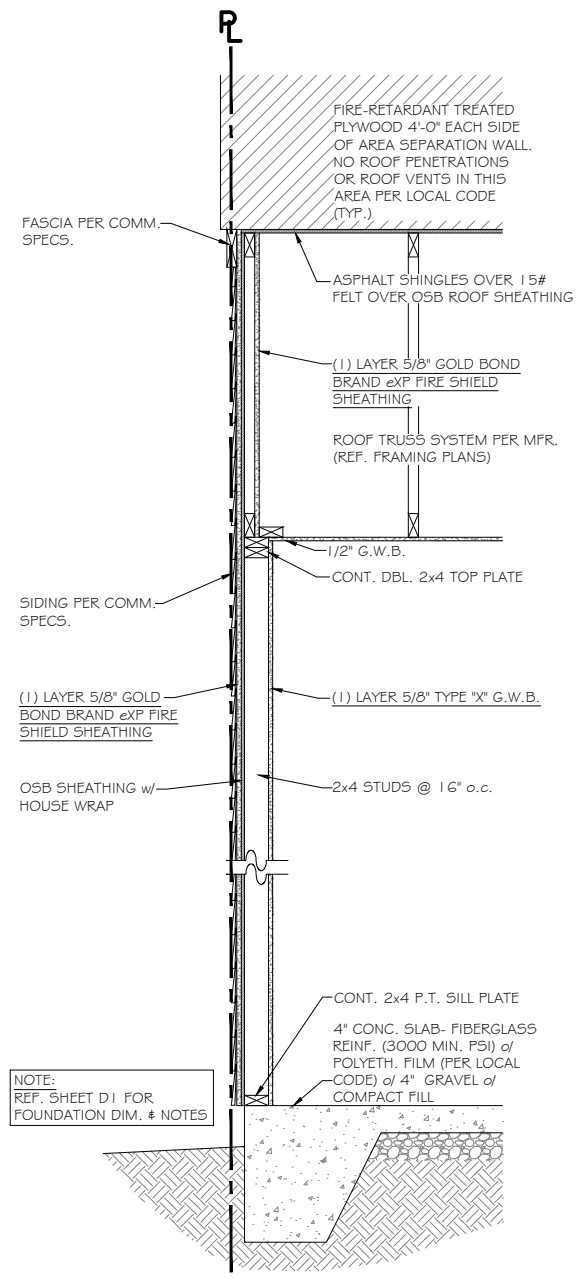 PL
FIRE-RETARDANT TREATED
PLYWOOD 4'-0" EACH SIDE
OF AREA SEPARATION WALL.
NO ROOF PENETRATIONS
OR ROOF VENTS IN THIS
AREA PER LOCAL CODE
(TYP.)
FASCIA PER COMM.
SPECS.
ASPHALT SHINGLES OVER 15#
FELT OVER OSB ROOF SHEATHING
(1) LAYER 5/8" GOLD BOND
BRAND eXP FIRE SHIELD
SHEATHING
ROOF TRUSS SYSTEM PER MFR.
(REF. FRAMING PLANS)
1/2" G.W.B.
CONT. DBL. 2x4 TOP PLATE
SIDING PER COMM.
SPECS.
(1) LAYER 5/8" GOLD
BOND BRAND eXP FIRE
SHIELD SHEATHING
(1) LAYER 5/8" TYPE "X" G.W.B.
OSB SHEATHING w/
HOUSE WRAP
2x4 STUDS @ 16" o.c.
CONT. 2x4 P.T. SILL PLATE
4" CONC. SLAB- FIBERGLASS
REINF. (3000 MIN. PSI) o/
POLYETH. FILM (PER LOCAL
CODE) o/ 4" GRAVEL o/
COMPACT FILL
NOTE:
REF. SHEET D1 FOR
FOUNDATION DIM. & NOTES